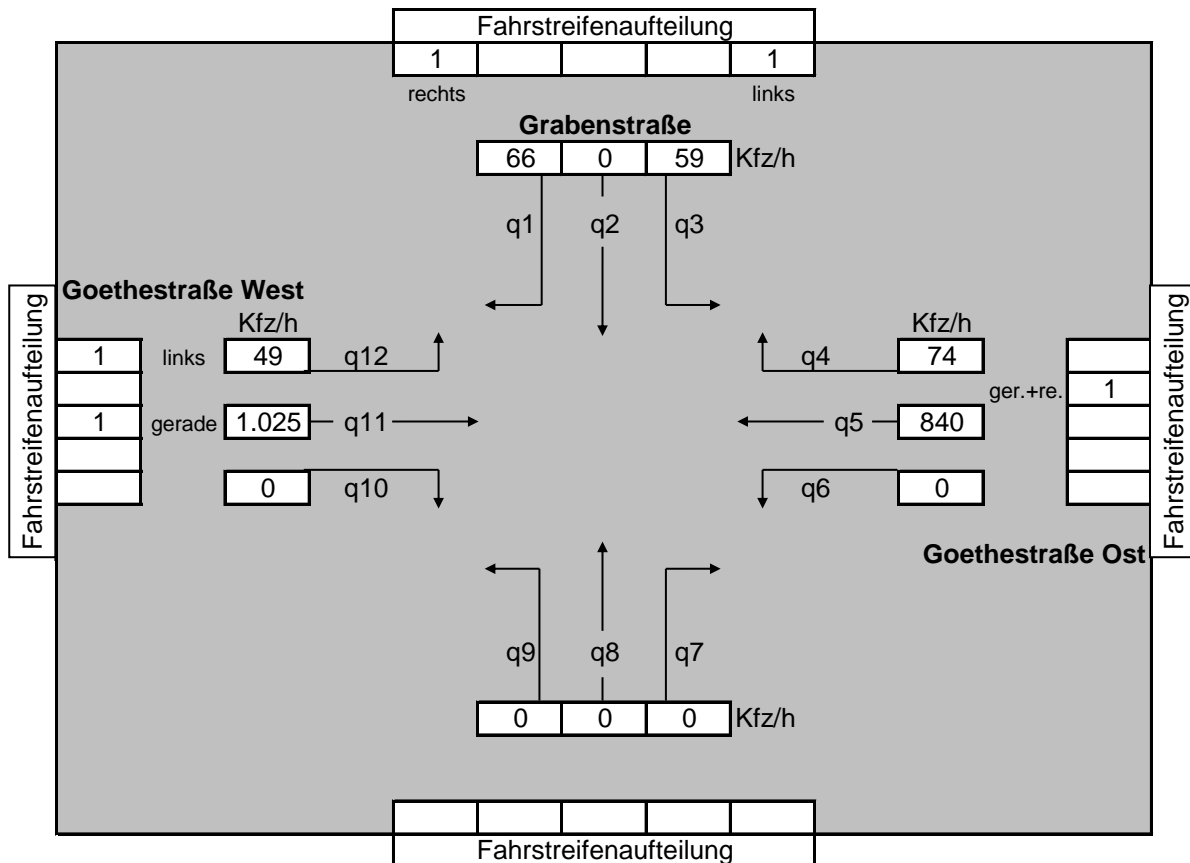 Fahrstreifenaufteilung
1 1
rechts links
Grabenstraße
66 0 59 Kfz/h
q1 q2 q3
Goethestraße West
Fahrstreifenaufteilung
Kfz/h Kfz/h
1 links 49 q12 q4 74
ger.+re. 1
1 gerade 1.025 q11 q5 840
0 q10 q6 0
Fahrstreifenaufteilung
Goethestraße Ost
q9 q8 q7
0 0 0 Kfz/h
Fahrstreifenaufteilung